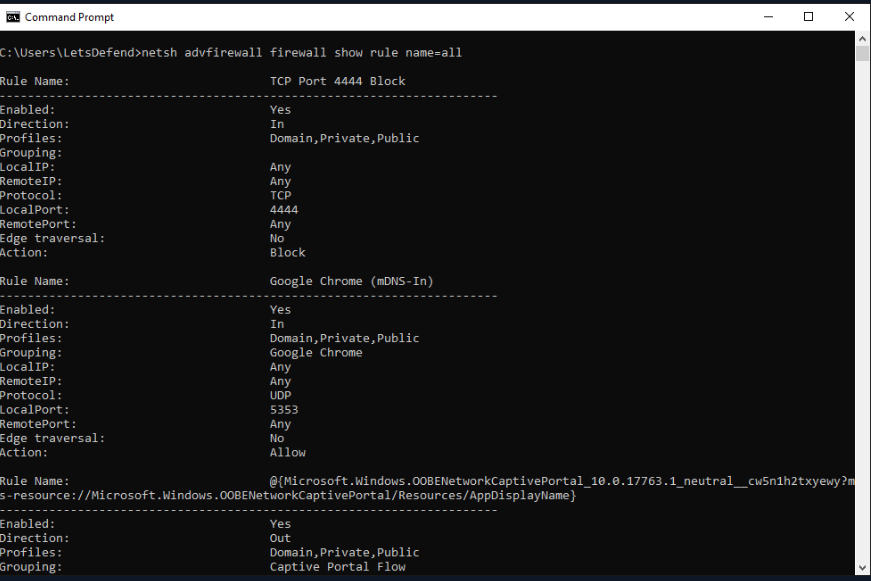 Command Prompt
C:\Users\LetsDefend>netsh advfirewall firewall show rule name=all
Rule Name: TCP Port 4444 Block
----------------------------------------------------------------------
Enabled: Yes
Direction: In
Profiles: Domain,Private,Public
Grouping:
LocalIP: Any
RemoteIP: Any
Protocol: TCP
LocalPort: 4444
RemotePort: Any
Edge traversal: No
Action: Block
Rule Name: Google Chrome (mDNS-In)
----------------------------------------------------------------------
Enabled: Yes
Direction: In
Profiles: Domain,Private,Public
Grouping: Google Chrome
LocalIP: Any
RemoteIP: Any
Protocol: UDP
LocalPort: 5353
RemotePort: Any
Edge traversal: No
Action: Allow
Rule Name: @{Microsoft.Windows.OOBENetworkCaptivePortal_10.0.17763.1_neutral__cw5n1h2txyewy?m
s-resource://Microsoft.Windows.OOBENetworkCaptivePortal/Resources/AppDisplayName}
----------------------------------------------------------------------
Enabled: Yes
Direction: Out
Profiles: Domain,Private,Public
Grouping: Captive Portal Flow